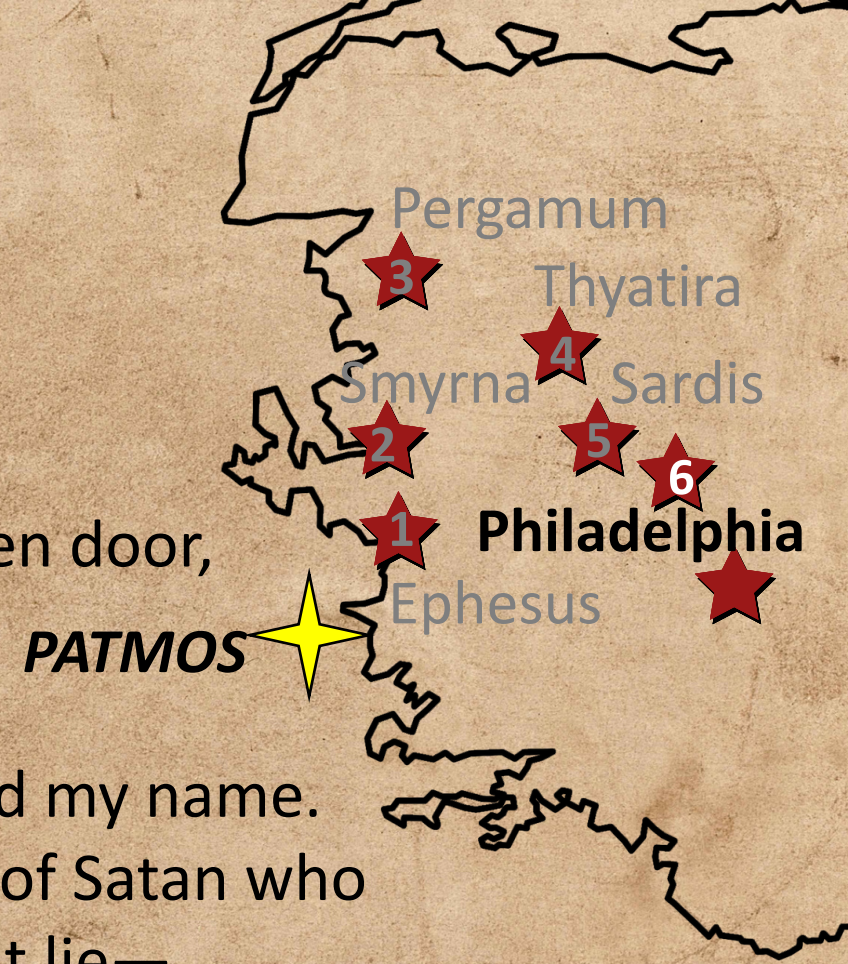 Pergamum
3
Thyatira
4
Smyrna
Sardis
2
5
6
1
Philadelphia
en door,
Ephesus
PATMOS
d my name.
of Satan who
t lie—